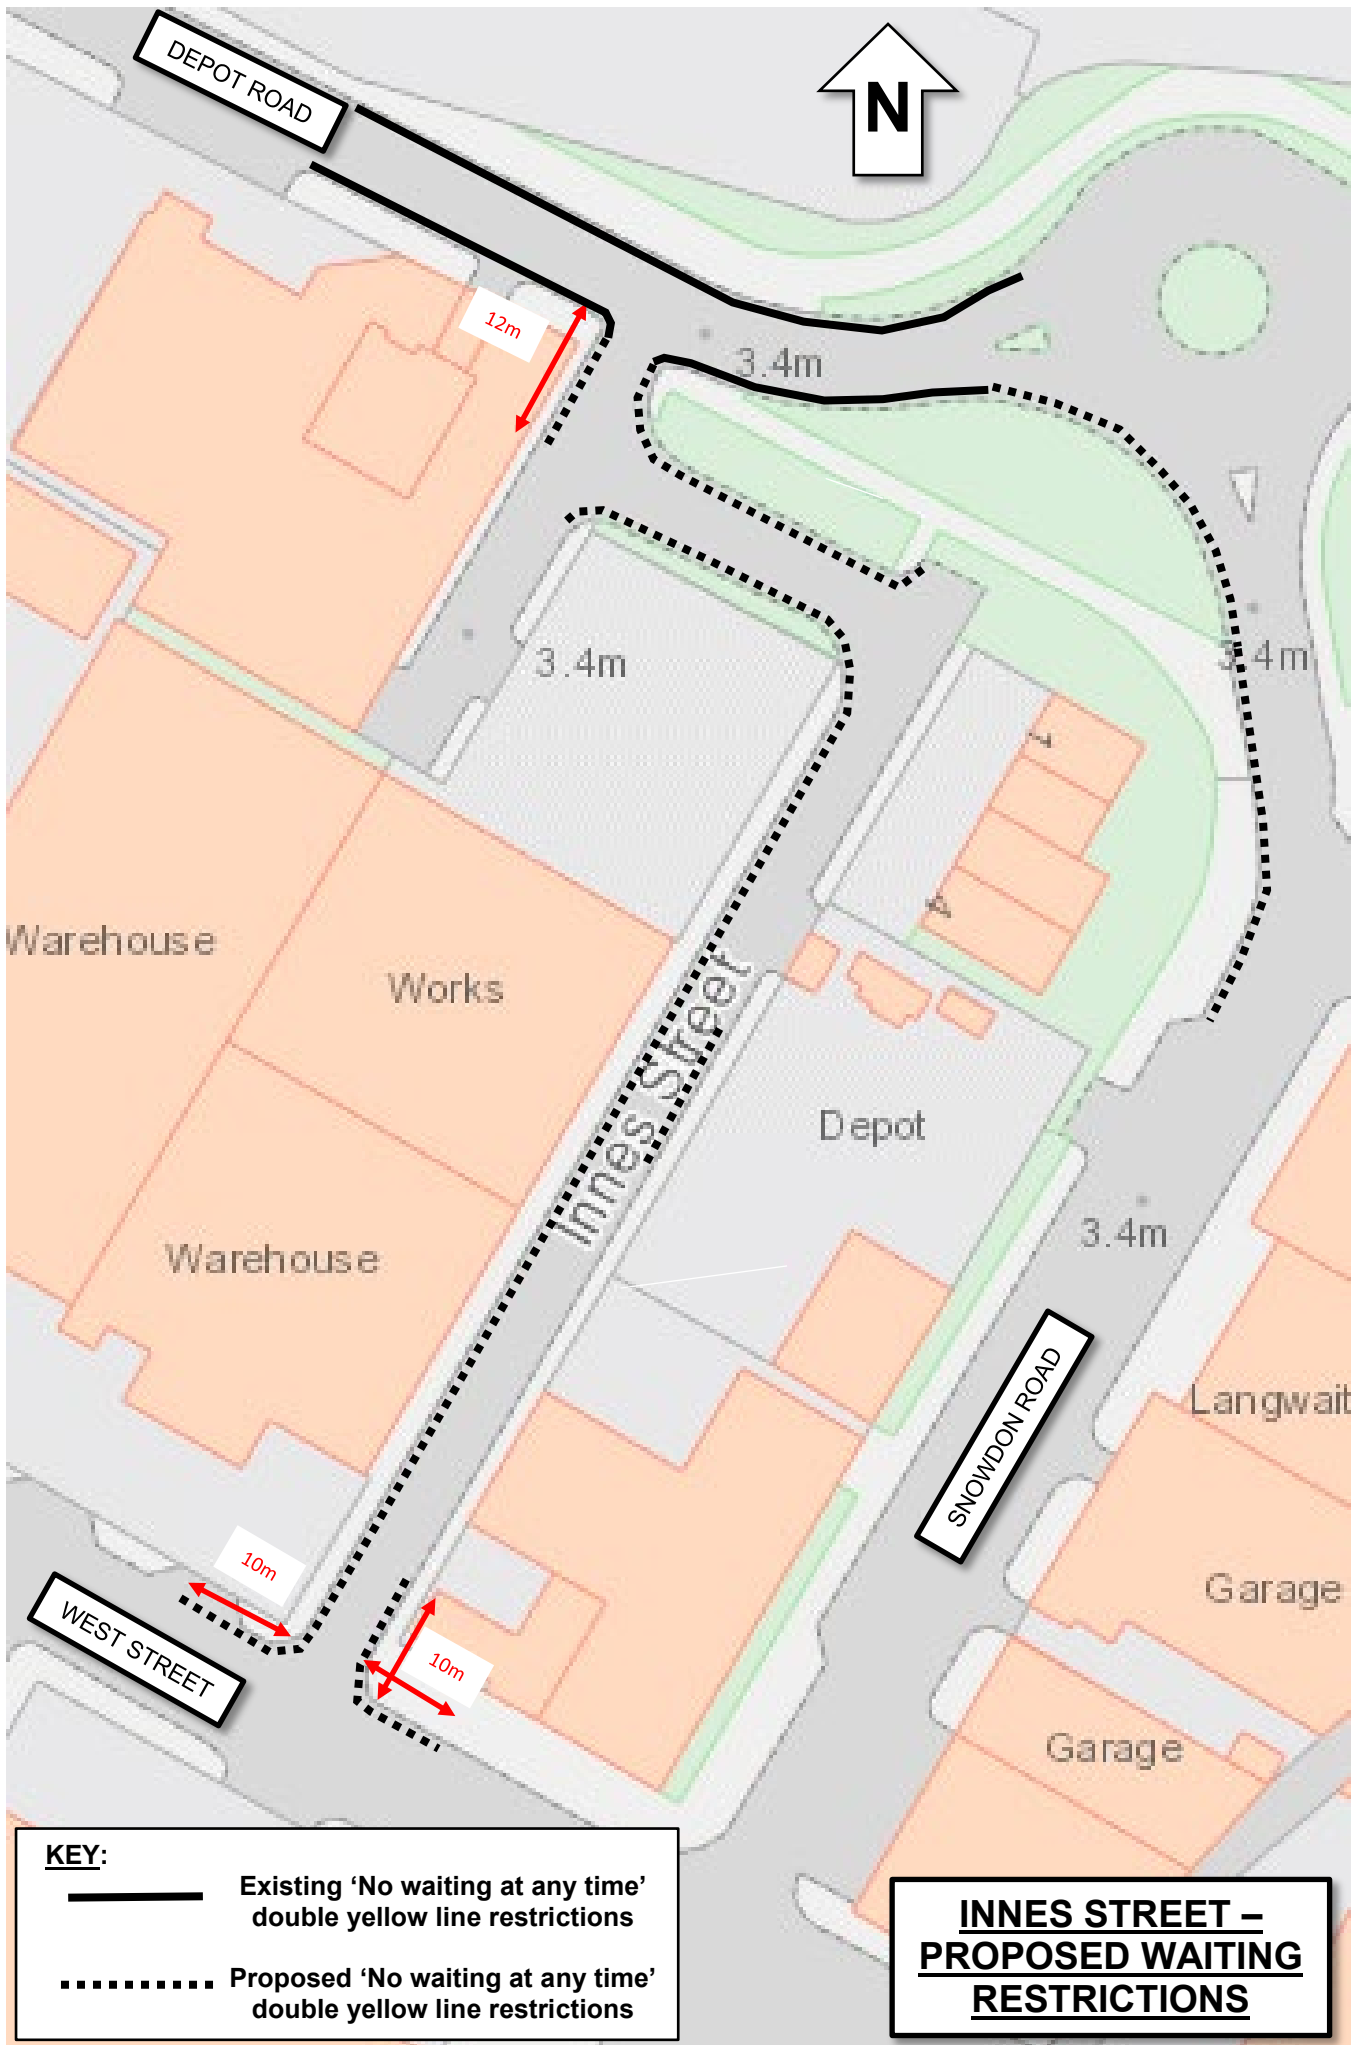 DEPOT ROAD
N
12m
3.4m
3.4m
3.4m
1
4
Warehouse
Works
Innes Street
Depot
Warehouse
3.4m
SNOWDON ROAD
Langwait
10m
Garage
WEST STREET
10m
Garage
KEY:
Existing ‘No waiting at any time’
double yellow line restrictions
Proposed ‘No waiting at any time’
double yellow line restrictions
INNES STREET –
PROPOSED WAITING
RESTRICTIONS